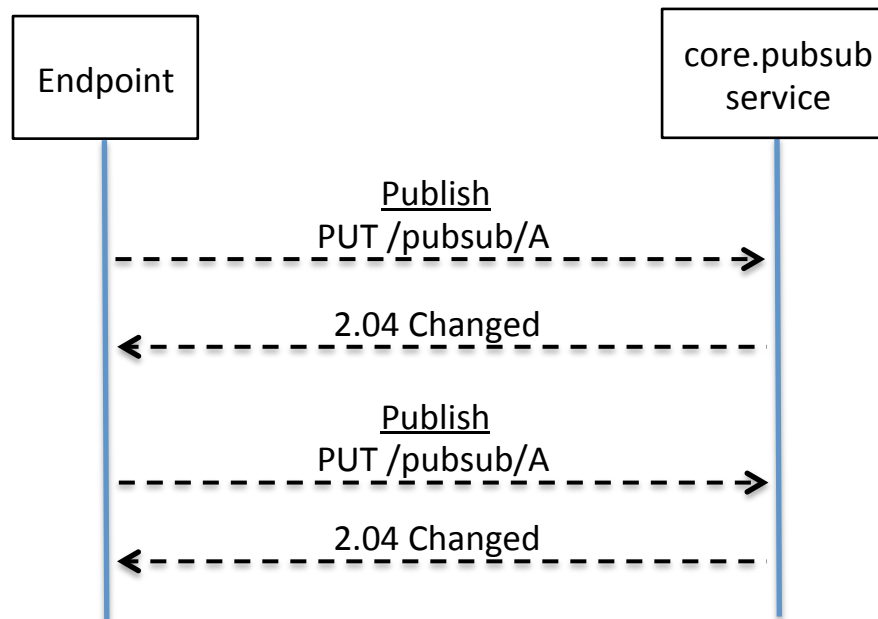 Endpoint
core.pubsub
service
Publish
PUT /pubsub/A
2.04 Changed
Publish
PUT /pubsub/A
2.04 Changed